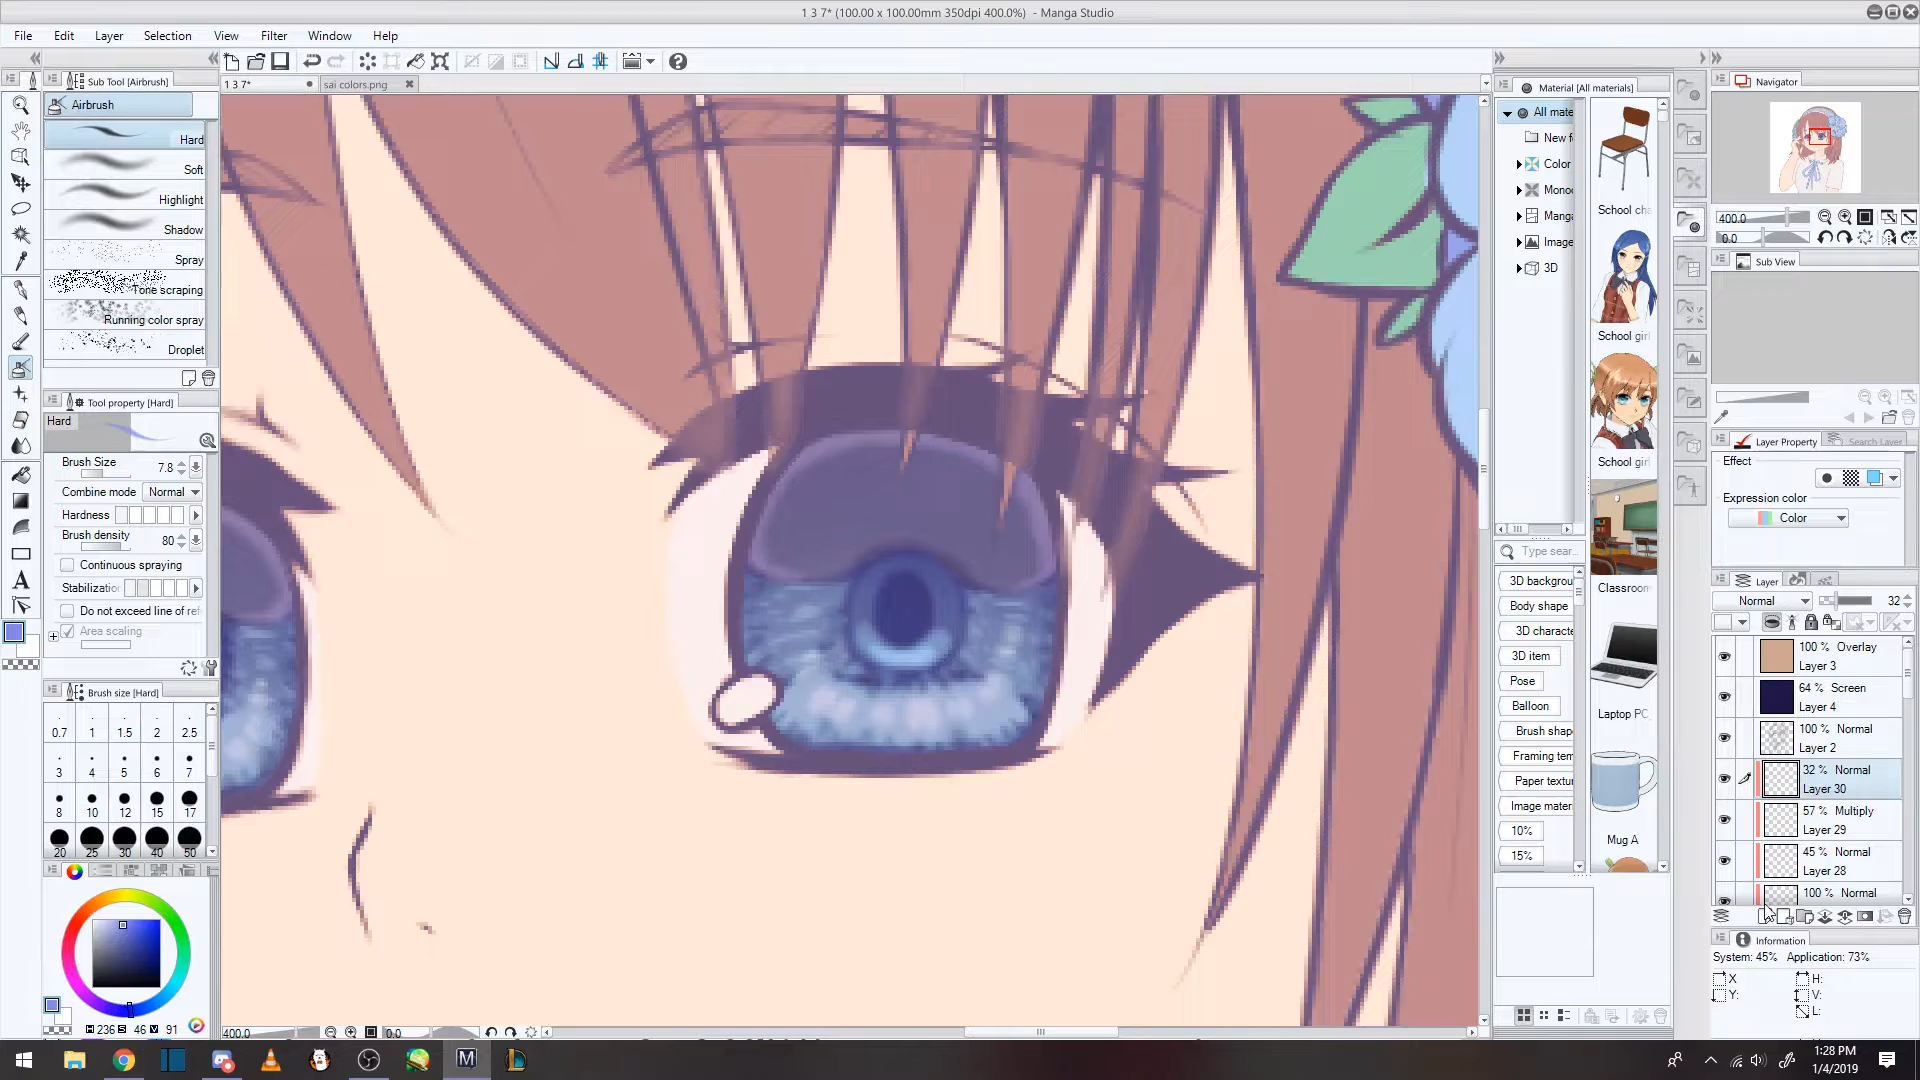 1 3 7* (100.00 x 100.00mm 350dpi 400.0%) - Manga Studio
File Edit Layer Selection View Filter Window Help
Sub Tool [Airbrush]
Airbrush
Hard
Soft
Highlight
Shadow
Spray
Tone scraping
Running color spray
Droplet
Tool property [Hard]
Hard
Brush Size 7.8
Combine mode Normal
Hardness
Brush density 80
Continuous spraying
Stabilization
Do not exceed line of ref
Area scaling
Brush size [Hard]
0.7 1 1.5 2 2.5
3 4 5 6 7
8 10 12 15 17
20 25 30 40 50
H 236 S 46 V 91
1 3 7* sai colors.png
400.0 0.0
Material [All materials]
All mate
New f
Color
Mono
Manga
Image
3D
Type sear...
3D backgrou
Body shape
3D characte
3D item
Pose
Balloon
Brush shap
Framing tem
Paper textu
Image mater
10%
15%
School cha
School girl
School girl
Classroom
Laptop PC_
Mug A
Navigator
400.0
0.0
Sub View
Layer Property Search Layer
Effect
Expression color
Color
Layer
Normal 32
100 % Overlay
Layer 3
64 % Screen
Layer 4
100 % Normal
Layer 2
32 % Normal
Layer 30
57 % Multiply
Layer 29
45 % Normal
Layer 28
100 % Normal
Information
System: 45% Application: 73%
X H:
Y: V:
L:
1:28 PM
1/4/2019